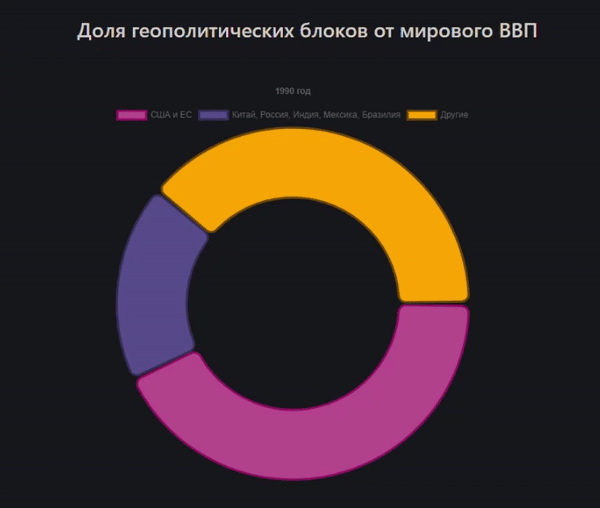 Доля геополитических блоков от мирового ВВП
1990 год
США и ЕС Китай, Россия, Индия, Мексика, Бразилия Другие